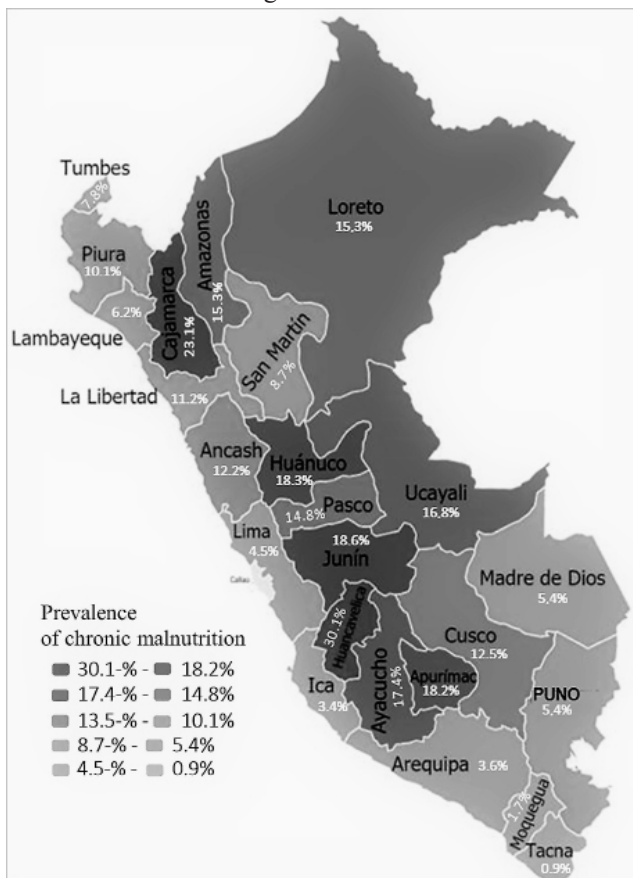 Tumbes
7.8%
Loreto
15,3%
Piura
10.1%
Amazonas
15.3%
Cajamarca
23.1%
6.2%
Lambayeque
San Martín
8.7%
La Libertad
11.2%
Ancash
12.2%
Huánuco
18.3%
Pasco
14.8%
Ucayali
16,8%
Lima
4.5%
18.6%
Junín
Callao
Madre de Dios
5,4%
Prevalence
of chronic malnutrition
30.1-% - 18.2%
17.4% - 14.8%
13.5% - 10.1%
8.7-% - 5.4%
4.5-% - 0.9%
30.1%
Huancavelica
Cusco
12.5%
Ica
3.4%
Ayacucho
17.4%
Apurímac
18.2%
PUNO
5,4%
Arequipa 3.6%
1.7%
Moquegua
Tacna
0.9%